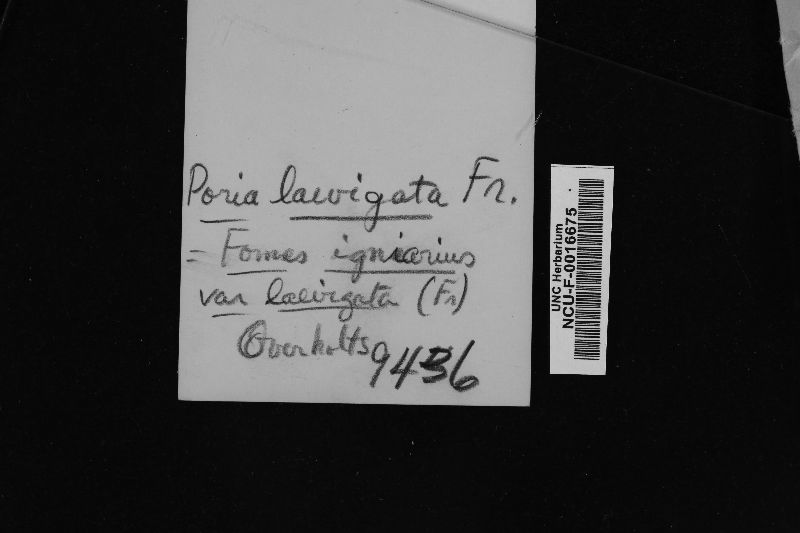 Poria laevigata Fr.
= Fomes igniarius
var laevigata (Fr)
Overholts 9436
UNC Herbarium
NCU-F-0016675